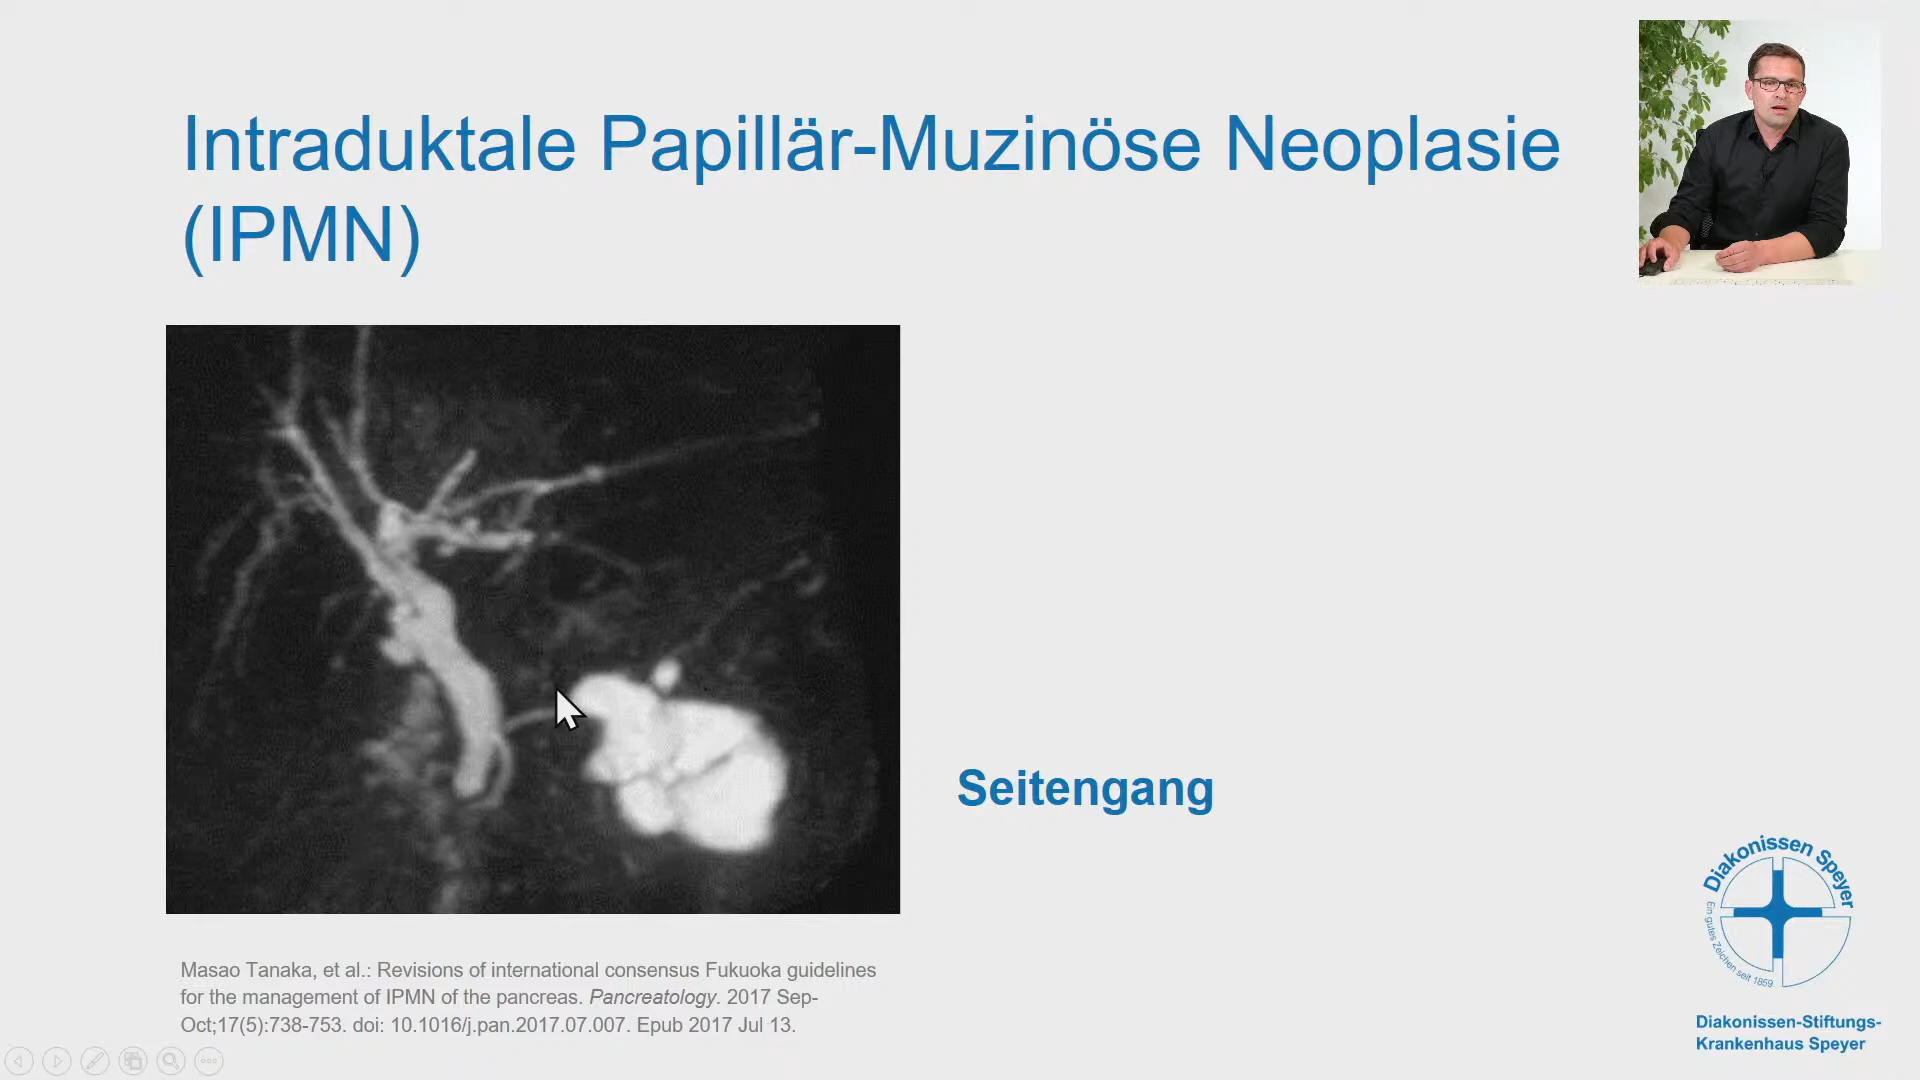 Intraduktale Papillär-Muzinöse Neoplasie
(IPMN)
Seitengang
Masao Tanaka, et al.: Revisions of international consensus Fukuoka guidelines
for the management of IPMN of the pancreas. Pancreatology. 2017 Sep-
Oct;17(5):738-753. doi: 10.1016/j.pan.2017.07.007. Epub 2017 Jul 13.
Diakonissen Speyer
Ein gutes Zeichen seit 1859
Diakonissen-Stiftungs-
Krankenhaus Speyer